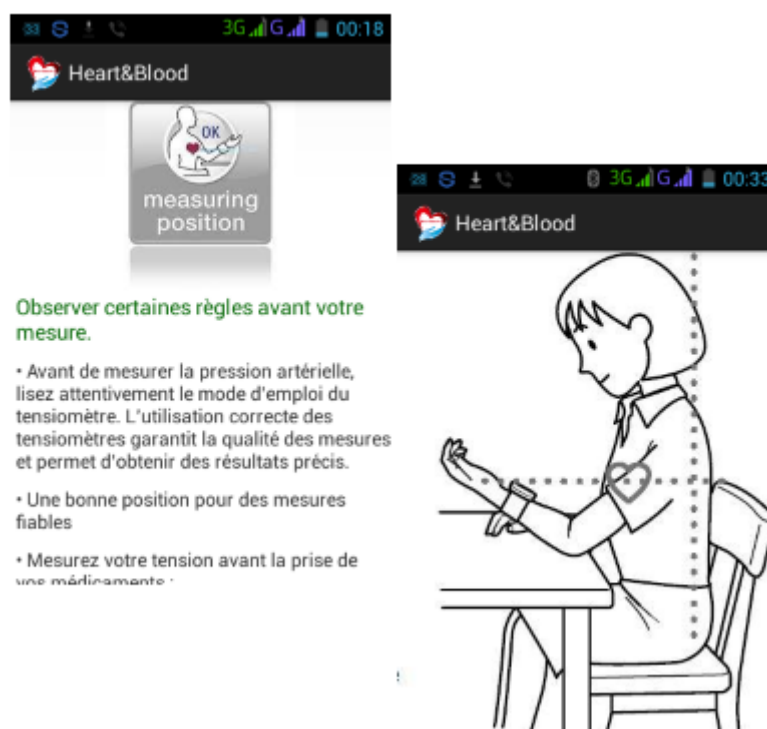 3G G 00:18
Heart&Blood
OK
measuring
position
Observer certaines règles avant votre
mesure.
• Avant de mesurer la pression artérielle,
lisez attentivement le mode d'emploi du
tensiomètre. L'utilisation correcte des
tensiomètres garantit la qualité des mesures
et permet d'obtenir des résultats précis.
• Une bonne position pour des mesures
fiables
• Mesurez votre tension avant la prise de
vos médicaments :
3G G 00:33
Heart&Blood